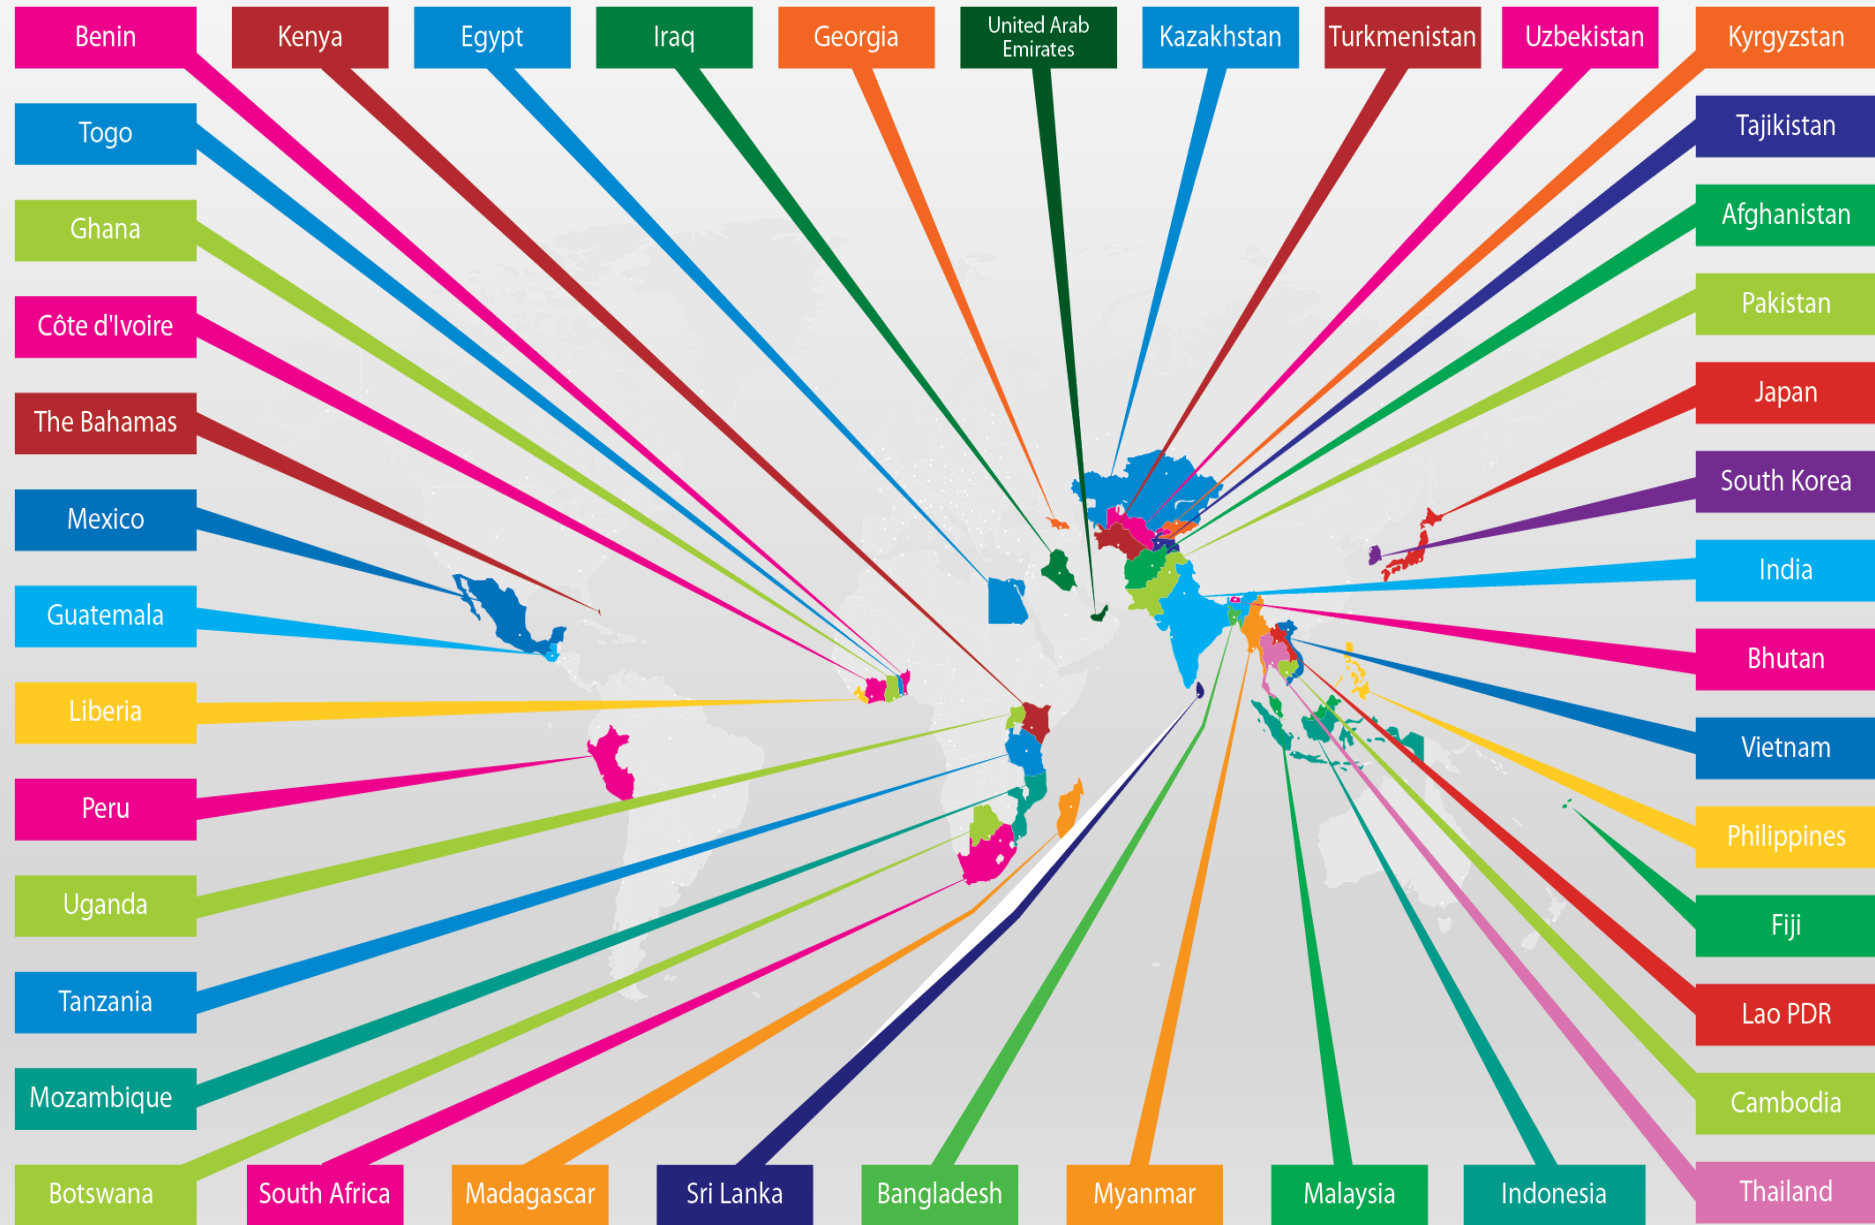 Benin
Kenya
Egypt
Iraq
Georgia
United Arab
Emirates
Kazakhstan
Turkmenistan
Uzbekistan
Kyrgyzstan
Togo
Ghana
Côte d'Ivoire
The Bahamas
Mexico
Guatemala
Liberia
Peru
Uganda
Tanzania
Mozambique
Botswana
Tajikistan
Afghanistan
Pakistan
Japan
South Korea
India
Bhutan
Vietnam
Philippines
Fiji
Lao PDR
Cambodia
Thailand
South Africa
Madagascar
Sri Lanka
Bangladesh
Myanmar
Malaysia
Indonesia